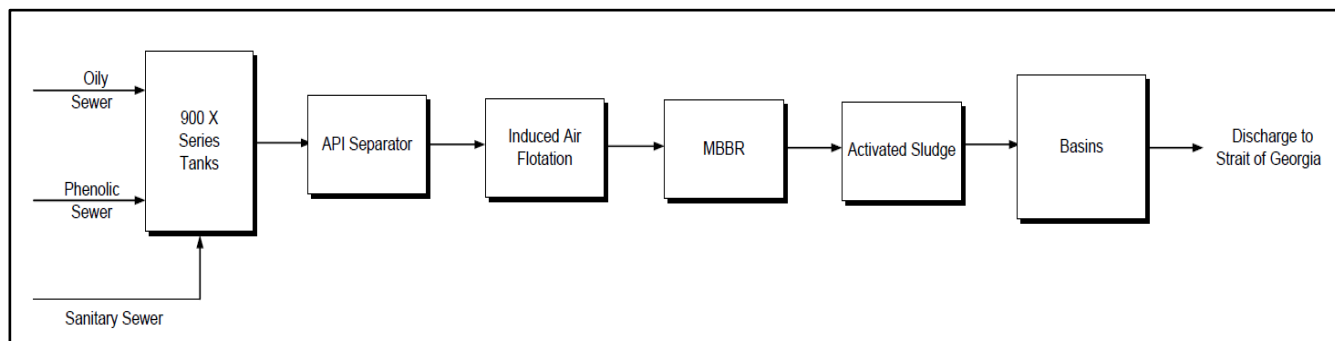 Oily
Sewer
Phenolic
Sewer
Sanitary Sewer
900 X
Series
Tanks
API Separator
Induced Air
Flotation
MBBR
Activated Sludge
Basins
Discharge to
Strait of Georgia